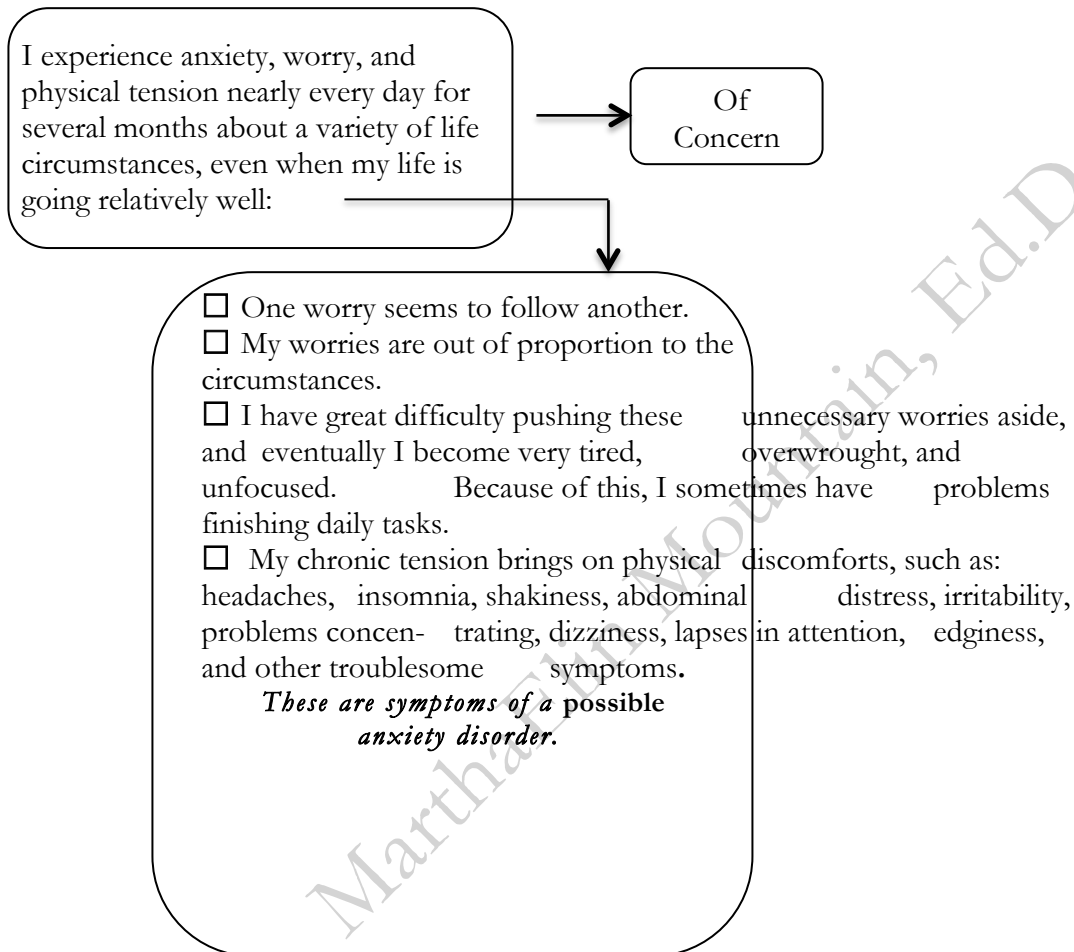 I experience anxiety, worry, and
physical tension nearly every day for
several months about a variety of life
circumstances, even when my life is
going relatively well:
Of
Concern
☐ One worry seems to follow another.
☐ My worries are out of proportion to the
circumstances.
☐ I have great difficulty pushing these unnecessary worries aside,
and eventually I become very tired, overwrought, and
unfocused. Because of this, I sometimes have problems
finishing daily tasks.
☐ My chronic tension brings on physical discomforts, such as:
headaches, insomnia, shakiness, abdominal distress, irritability,
problems concen- trating, dizziness, lapses in attention, edginess,
and other troublesome symptoms.
These are symptoms of a possible
anxiety disorder.
MarthaElin Mountain, Ed.D